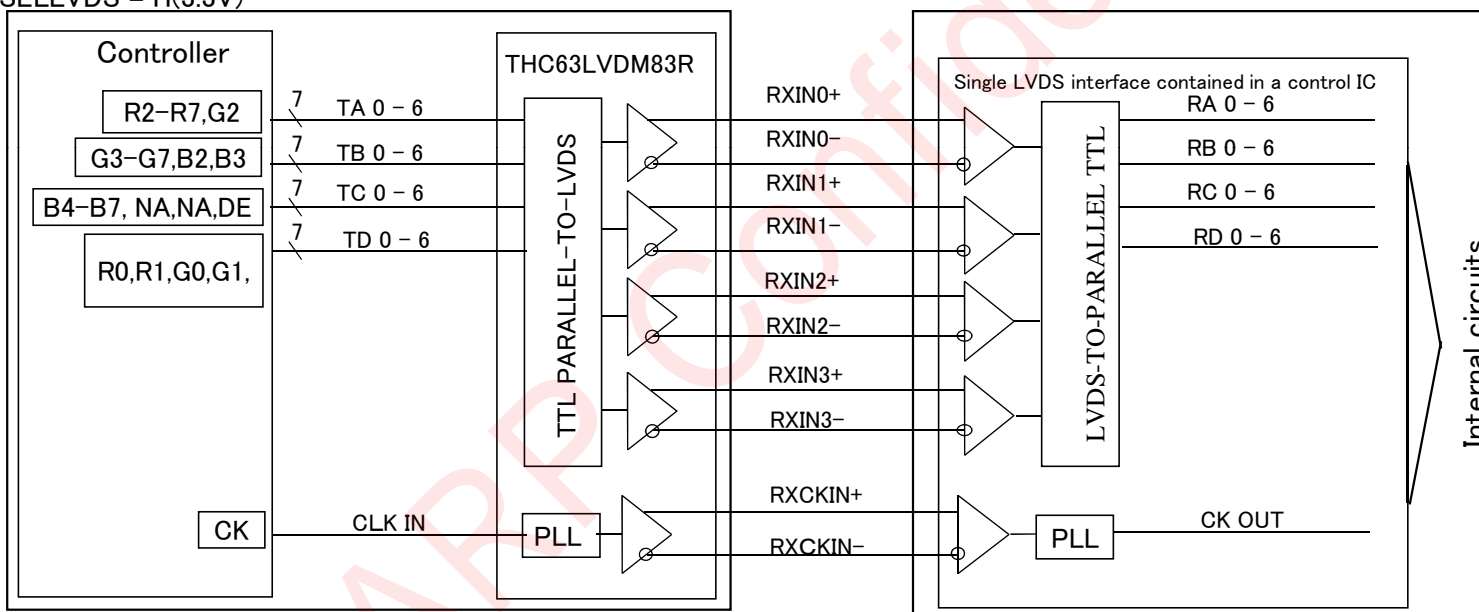 SELLVDS = H(3.3V)
Controller
THC63LVDM83R
Single LVDS interface contained in a control IC
R2-R7,G2
7
TA 0 - 6
RXIN0+
RA 0 - 6
G3-G7,B2,B3
7
TB 0 - 6
RXIN0-
RB 0 - 6
B4-B7, NA,NA,DE
7
TC 0 - 6
RXIN1+
RC 0 - 6
R0,R1,G0,G1,
7
TD 0 - 6
RXIN1-
RD 0 - 6
TTL PARALLEL-TO-LVDS
RXIN2+
RXIN2-
RXIN3+
RXIN3-
LVDS-TO-PARALLEL TTL
Internal circuits
CK
CLK IN
PLL
RXCKIN+
RXCKIN-
PLL
CK OUT
ARP Confide